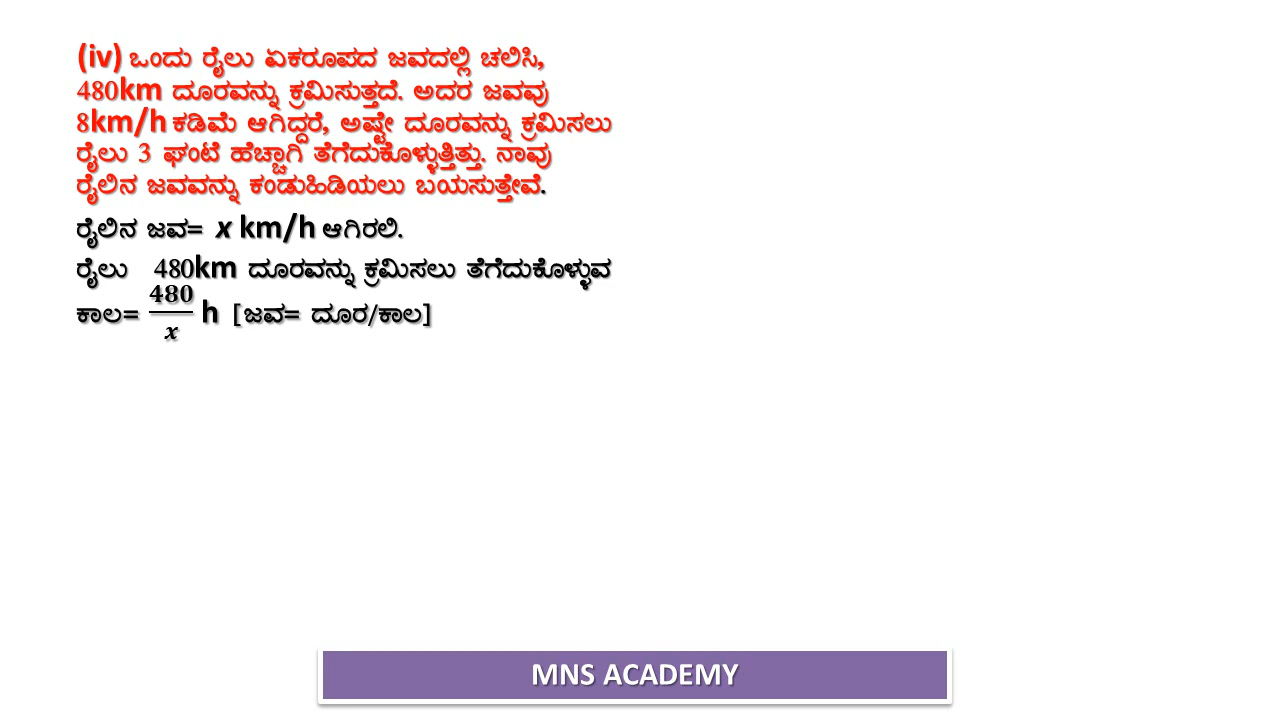 (iv) ಒಂದು ರೈಲು ಏಕರೂಪದ ಜವದಲ್ಲಿ ಚಲಿಸಿ,
480km ದೂರವನ್ನು ಕ್ರಮಿಸುತ್ತದೆ. ಅದರ ಜವವು
8km/h ಕಡಿಮೆ ಆಗಿದ್ದರೆ, ಅಷ್ಟೇ ದೂರವನ್ನು ಕ್ರಮಿಸಲು
ರೈಲು 3 ಘಂಟೆ ಹೆಚ್ಚಾಗಿ ತೆಗೆದುಕೊಳ್ಳುತ್ತಿತ್ತು. ನಾವು
ರೈಲಿನ ಜವವನ್ನು ಕಂಡುಹಿಡಿಯಲು ಬಯಸುತ್ತೇವೆ.
ರೈಲಿನ ಜವ= x km/h ಆಗಿರಲಿ.
ರೈಲು 480km ದೂರವನ್ನು ಕ್ರಮಿಸಲು ತೆಗೆದುಕೊಳ್ಳುವ
ಕಾಲ= 480/x h [ಜವ= ದೂರ/ಕಾಲ]
MNS ACADEMY